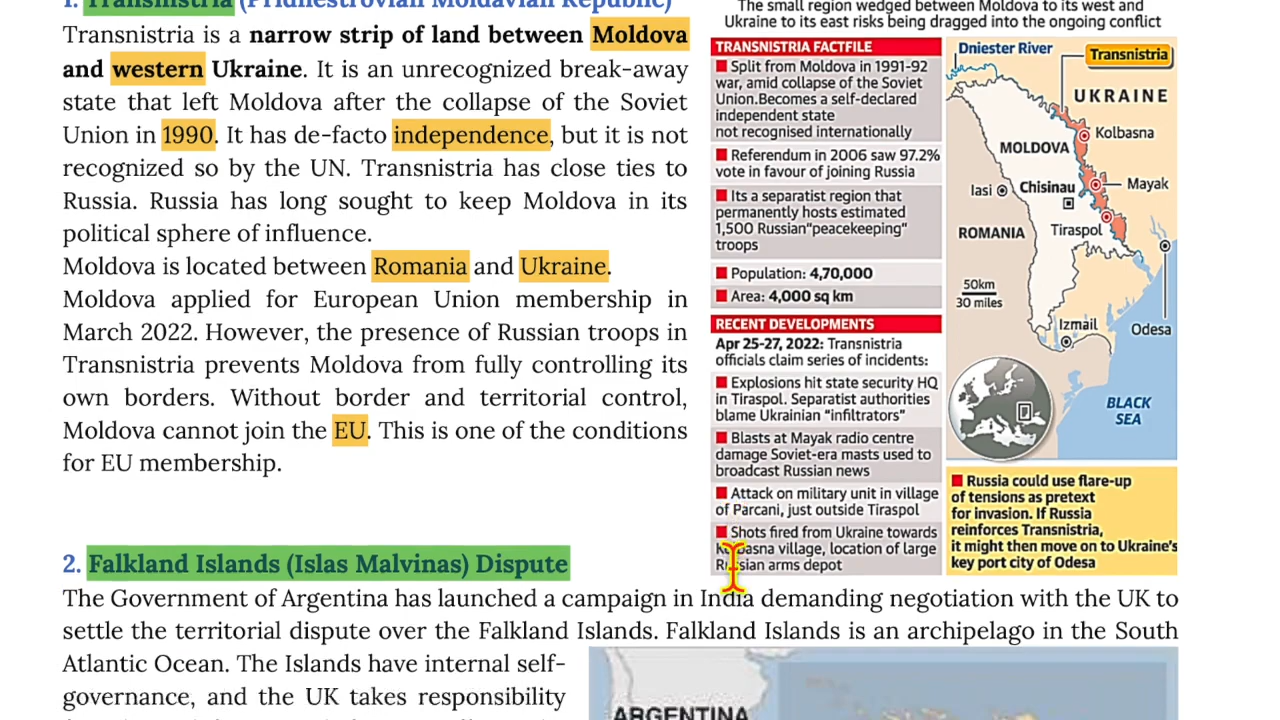 1. Transnistria (Pridnestrovian Moldavian Republic)
Transnistria is a narrow strip of land between Moldova
and western Ukraine. It is an unrecognized break-away
state that left Moldova after the collapse of the Soviet
Union in 1990. It has de-facto independence, but it is not
recognized so by the UN. Transnistria has close ties to
Russia. Russia has long sought to keep Moldova in its
political sphere of influence.
Moldova is located between Romania and Ukraine.
Moldova applied for European Union membership in
March 2022. However, the presence of Russian troops in
Transnistria prevents Moldova from fully controlling its
own borders. Without border and territorial control,
Moldova cannot join the EU. This is one of the conditions
for EU membership.
The small region wedged between Moldova to its west and
Ukraine to its east risks being dragged into the ongoing conflict
TRANSNISTRIA FACTFILE
Split from Moldova in 1991-92
war, amid collapse of the Soviet
Union.Becomes a self-declared
independent state
not recognised internationally
Referendum in 2006 saw 97.2%
vote in favour of joining Russia
Its a separatist region that
permanently hosts estimated
1,500 Russian"peacekeeping"
troops
Population: 4,70,000
Area: 4,000 sq km
RECENT DEVELOPMENTS
Apr 25-27, 2022: Transnistria
officials claim series of incidents:
Explosions hit state security HQ
in Tiraspol. Separatist authorities
blame Ukrainian "infiltrators"
Blasts at Mayak radio centre
damage Soviet-era masts used to
broadcast Russian news
Attack on military unit in village
of Parcani, just outside Tiraspol
Shots fired from Ukraine towards
Kolbasna village, location of large
Russian arms depot
Dniester River
Transnistria
UKRAINE
Kolbasna
MOLDOVA
Iasi
Chisinau
Mayak
ROMANIA
Tiraspol
50km
30 miles
Izmail
Odesa
BLACK
SEA
Russia could use flare-up
of tensions as pretext
for invasion. If Russia
reinforces Transnistria,
it might then move on to Ukraine's
key port city of Odesa
2. Falkland Islands (Islas Malvinas) Dispute
The Government of Argentina has launched a campaign in India demanding negotiation with the UK to
settle the territorial dispute over the Falkland Islands. Falkland Islands is an archipelago in the South
Atlantic Ocean. The Islands have internal self-
governance, and the UK takes responsibility
ARGENTINA